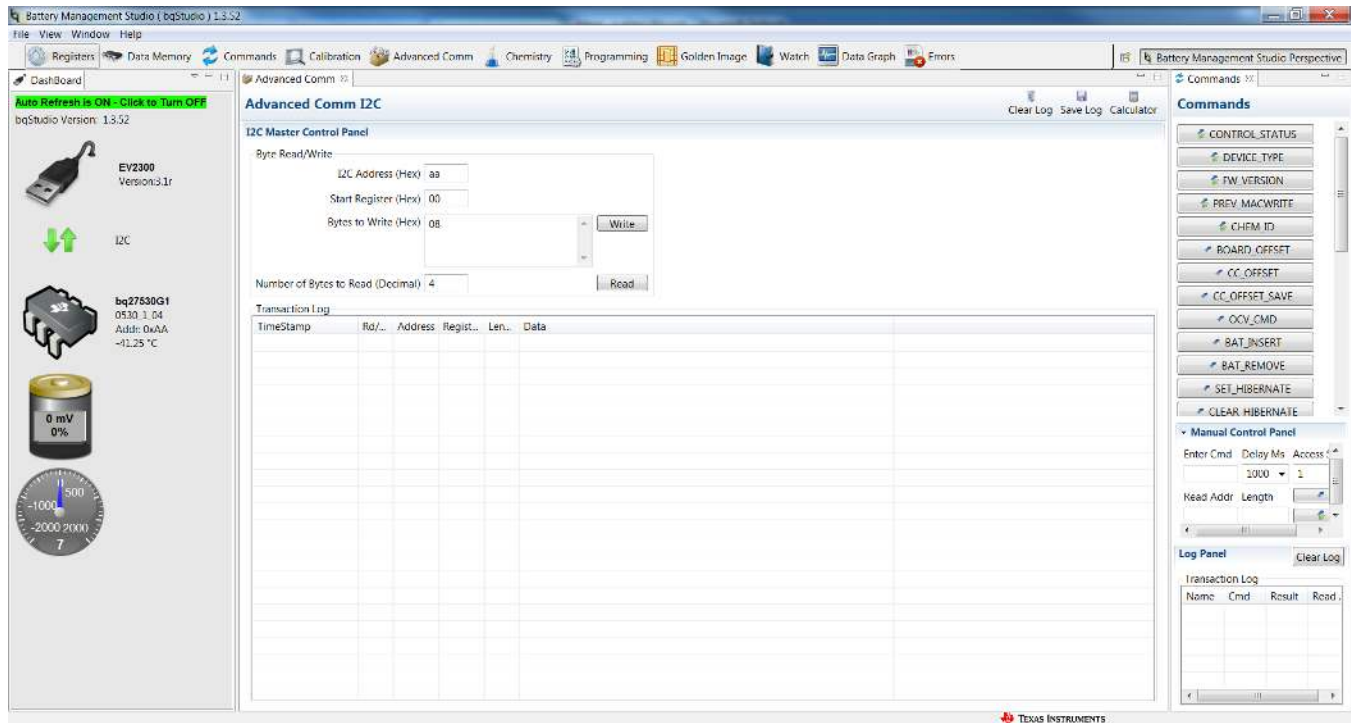 Battery Management Studio ( bqStudio ) 1.3.52
File View Window Help
Registers Data Memory Commands Calibration Advanced Comm Chemistry Programming Golden Image Watch Data Graph Errors Battery Management Studio Perspective
DashBoard
Auto Refresh is ON - Click to Turn OFF
bqStudio Version: 1.3.52
EV2300
Version:3.1r
I2C
bq27530G1
0530_1_04
Addr: 0xAA
-41.25 °C
0 mV
0%
500
-1000
-2000 2000
7
Advanced Comm
Advanced Comm I2C
Clear Log Save Log Calculator
I2C Master Control Panel
Byte Read/Write
I2C Address (Hex) aa
Start Register (Hex) 00
Bytes to Write (Hex) 08
Write
Number of Bytes to Read (Decimal) 4
Read
Transaction Log
TimeStamp Rd/... Address Regist... Len... Data
Commands
Commands
CONTROL_STATUS
DEVICE_TYPE
FW_VERSION
PREV_MACWRITE
CHEM_ID
BOARD_OFFSET
CC_OFFSET
CC_OFFSET_SAVE
OCV_CMD
BAT_INSERT
BAT_REMOVE
SET_HIBERNATE
CLEAR_HIBERNATE
Manual Control Panel
Enter Cmd Delay Ms Access S
1000 1
Read Addr Length
Log Panel Clear Log
Transaction Log
Name Cmd Result Read .
TEXAS INSTRUMENTS